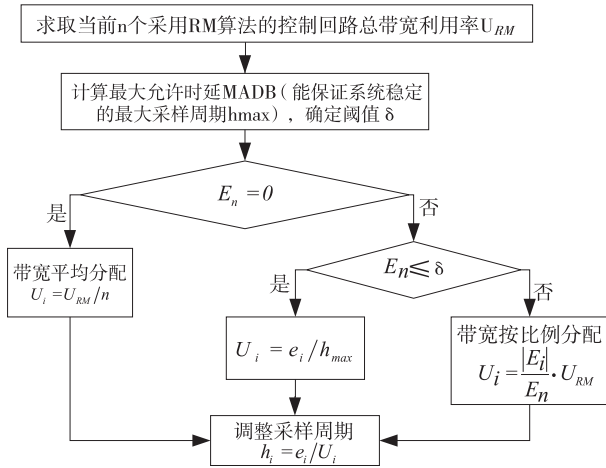 求取当前n个采用RM算法的控制回路总带宽利用率U_RM
计算最大允许时延MADB(能保证系统稳定
的最大采样周期hmax),确定阈值δ
E_n=0
是
否
带宽平均分配
U_i=U_RM/n
E_n≤δ
是
否
U_i=e_i/h_max
带宽按比例分配
U_i=|E_i|/E_n·U_RM
调整采样周期
h_i=e_i/U_i